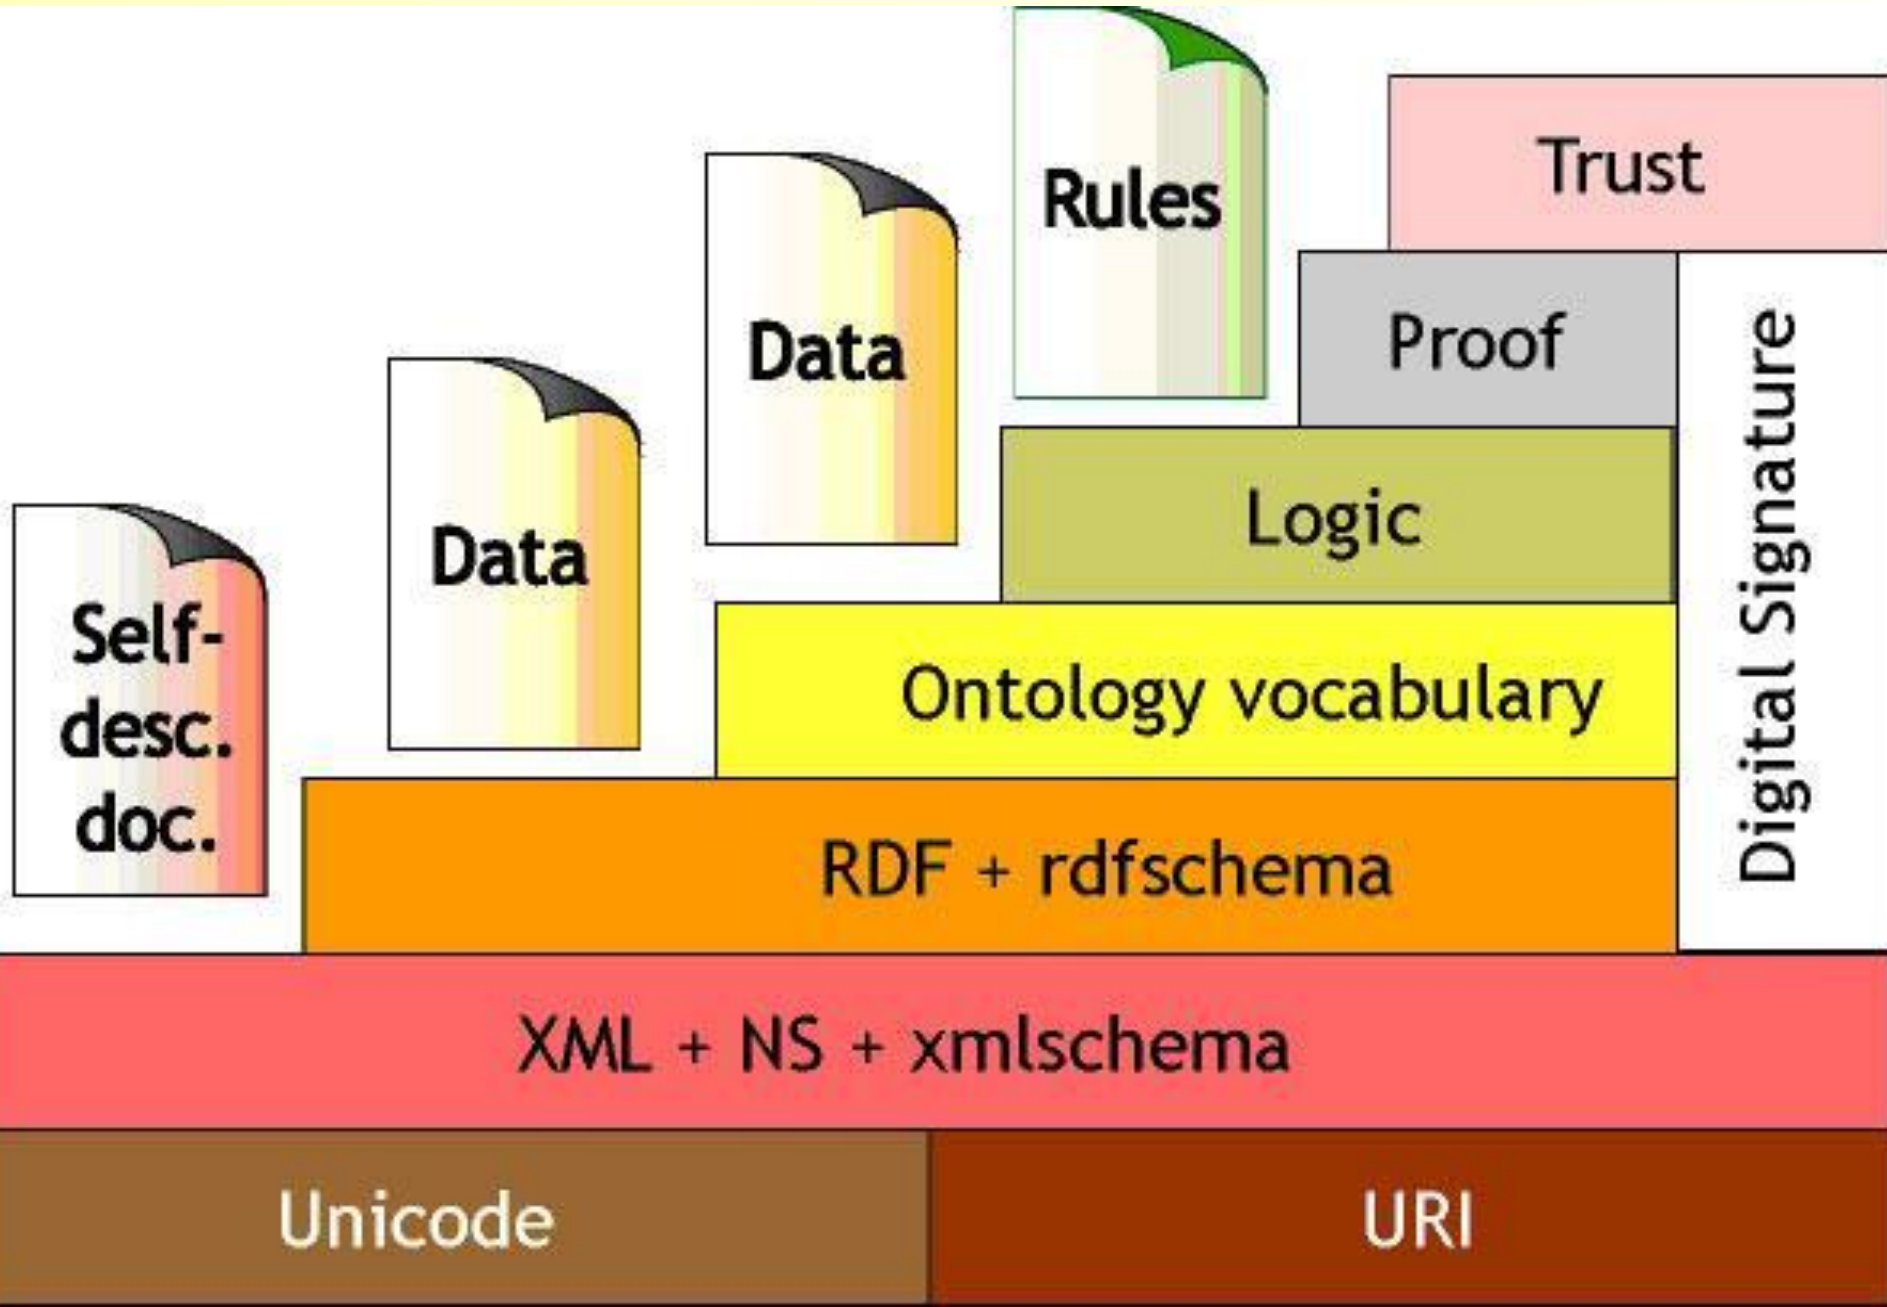 Rules
Trust
Data
Proof
Data
Logic
Digital Signature
Self-
desc.
doc.
Ontology vocabulary
RDF + rdfschema
XML + NS + xmlschema
Unicode
URI